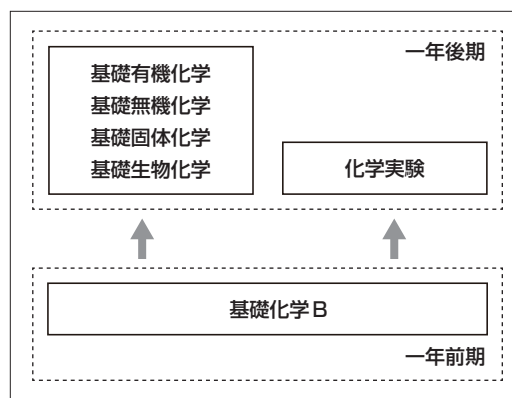 一年後期
基礎有機化学
基礎無機化学
基礎固体化学
基礎生物化学
化学実験
基礎化学B
一年前期